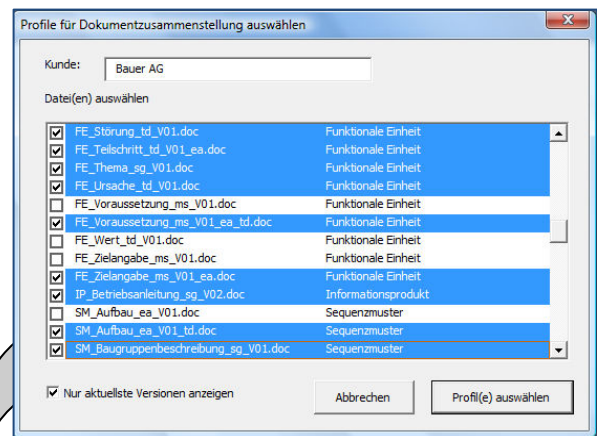 Profile für Dokumentzusammenstellung auswählen
Kunde: Bauer AG
Datei(en) auswählen
FE_Störung_td_V01.doc Funktionale Einheit
FE_Teilschritt_td_V01_ea.doc Funktionale Einheit
FE_Thema_sg_V01.doc Funktionale Einheit
FE_Ursache_td_V01.doc Funktionale Einheit
FE_Voraussetzung_ms_V01.doc Funktionale Einheit
FE_Voraussetzung_ms_V01_ea_td.doc Funktionale Einheit
FE_Wert_td_V01.doc Funktionale Einheit
FE_Zielangabe_ms_V01.doc Funktionale Einheit
FE_Zielangabe_ms_V01_ea.doc Funktionale Einheit
IP_Betriebsanleitung_sg_V02.doc Informationsprodukt
SM_Aufbau_ea_V01.doc Sequenzmuster
SM_Aufbau_ea_V01_td.doc Sequenzmuster
SM_Baugruppenbeschreibung_sg_V01.doc Sequenzmuster
Nur aktuellste Versionen anzeigen
Abbrechen
Profil(e) auswählen